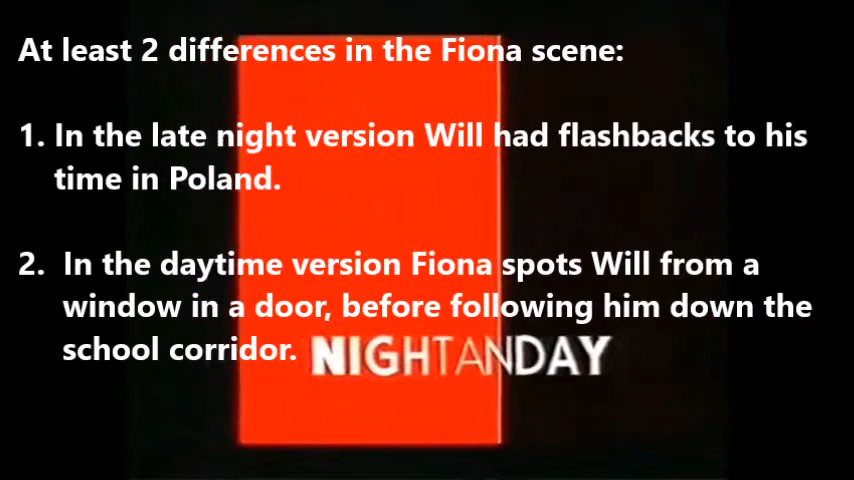 At least 2 differences in the Fiona scene:
1. In the late night version Will had flashbacks to his
time in Poland.
2. In the daytime version Fiona spots Will from a
window in a door, before following him down the
school corridor.
NIGHTANDAY